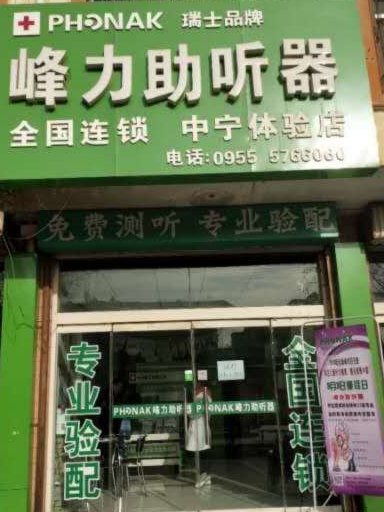 PHONAK 瑞士品牌
峰力助听器
全国连锁 中宁体验店
电话:0955 5766066
免费测听 专业验配
专业验配
PHONAK峰力助听器
PHONAK峰力助听器
全国连锁
PHONAK